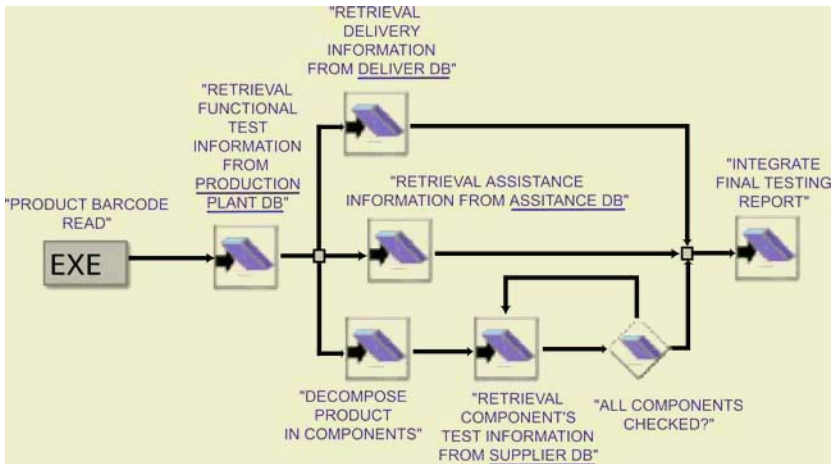 "RETRIEVAL
DELIVERY
INFORMATION
FROM DELIVER DB"
"RETRIEVAL
FUNCTIONAL
TEST
INFORMATION
FROM
PRODUCTION
PLANT DB"
"RETRIEVAL ASSISTANCE
INFORMATION FROM ASSITANCE DB"
"INTEGRATE
FINAL TESTING
REPORT"
"PRODUCT BARCODE
READ"
EXE
"DECOMPOSE
PRODUCT
IN COMPONENTS"
"RETRIEVAL
COMPONENT'S
TEST INFORMATION
FROM SUPPLIER DB"
"ALL COMPONENTS
CHECKED?"